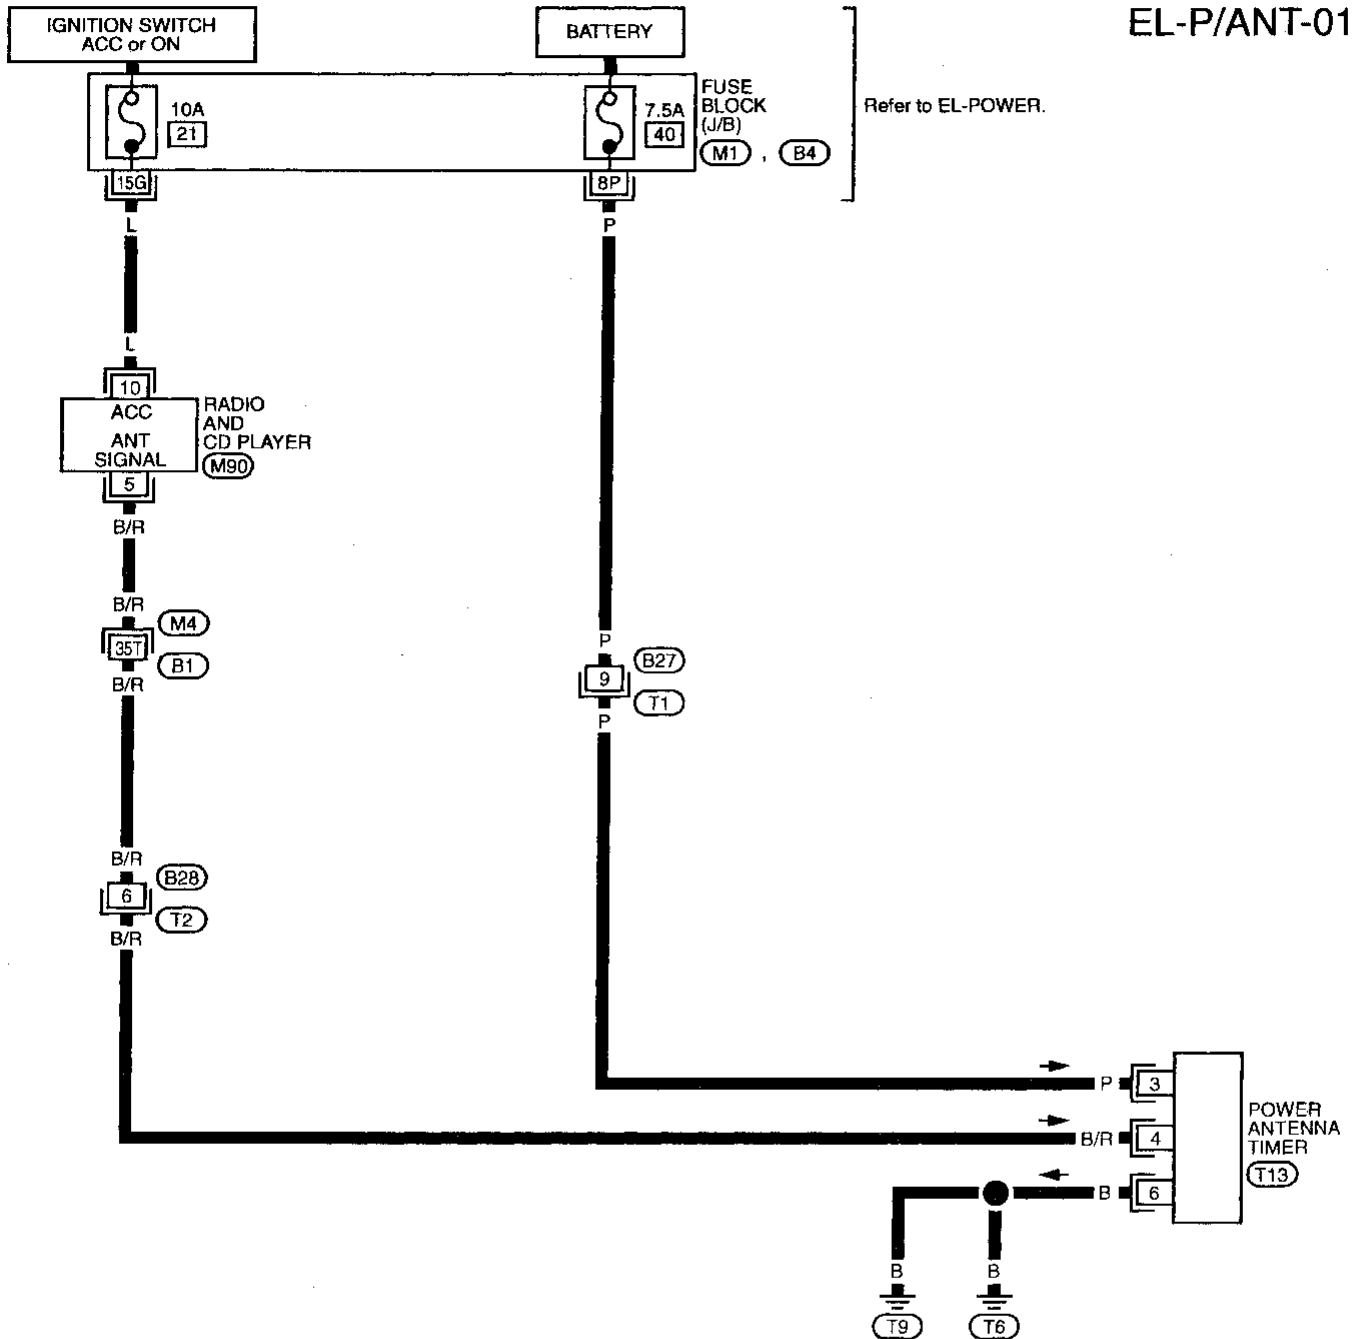 EL-P/ANT-01
IGNITION SWITCH
ACC or ON
BATTERY
10A
21
7.5A
40
FUSE
BLOCK
(J/B)
M1 , B4
Refer to EL-POWER.
15G
8P
L
P
L
10
ACC
ANT
SIGNAL
5
RADIO
AND
CD PLAYER
M90
B/R
B/R
M4
35T
B1
B/R
P
B27
9
T1
P
B/R
B28
6
T2
B/R
P
3
B/R
4
B
6
POWER
ANTENNA
TIMER
T13
B
B
T9
T6